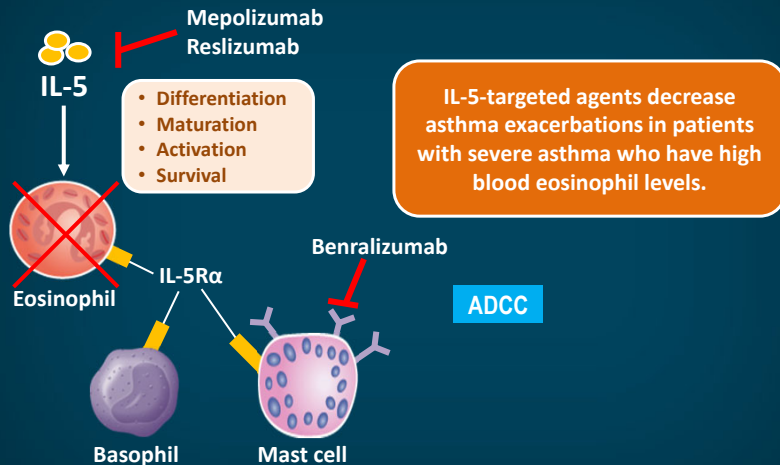 Mepolizumab
Reslizumab
IL-5
• Differentiation
• Maturation
• Activation
• Survival
IL-5-targeted agents decrease
asthma exacerbations in patients
with severe asthma who have high
blood eosinophil levels.
Benralizumab
IL-5Rα
Eosinophil
ADCC
Basophil
Mast cell